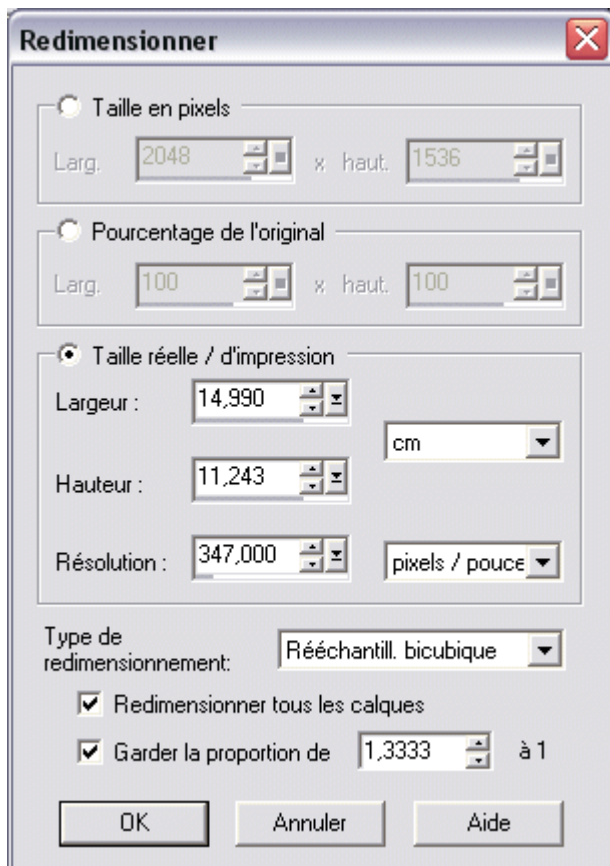 Redimensionner
Taille en pixels
Larg. 2048 x haut. 1536
Pourcentage de l'original
Larg. 100 x haut. 100
Taille réelle / d'impression
Largeur : 14,990
cm
Hauteur : 11,243
Résolution : 347,000 pixels / pouce
Type de
redimensionnement: Rééchantill. bicubique
Redimensionner tous les calques
Garder la proportion de 1,3333 à 1
OK Annuler Aide